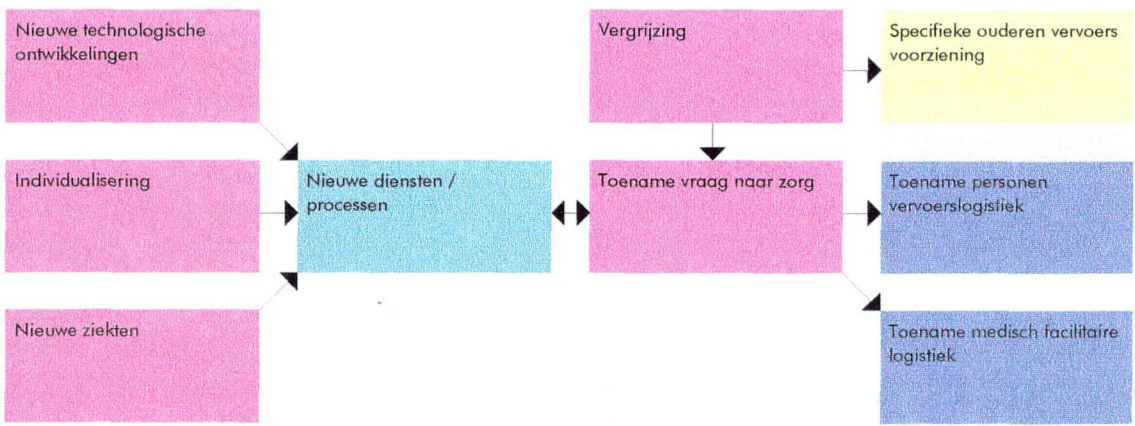 Nieuwe technologische
ontwikkelingen
Vergrijzing
Specifieke ouderen vervoers
voorziening
Individualisering
Nieuwe diensten /
processen
Toename vraag naar zorg
Toename personen
vervoerslogistiek
Nieuwe ziekten
Toename medisch facilitaire
logistiek